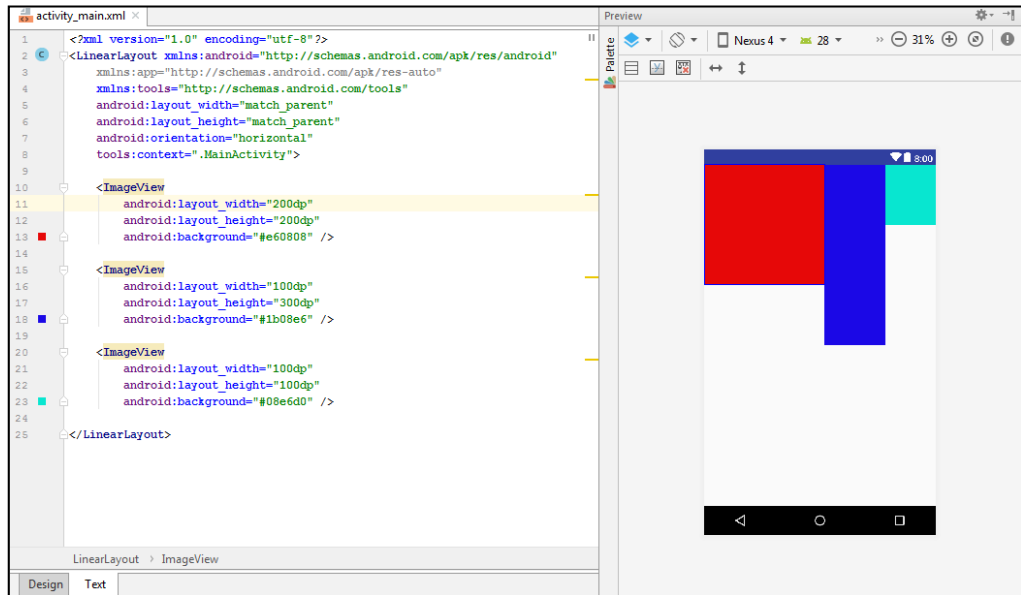 activity_main.xml
1 <?xml version="1.0" encoding="utf-8"?>
2 C <LinearLayout xmlns:android="http://schemas.android.com/apk/res/android"
3 xmlns:app="http://schemas.android.com/apk/res-auto"
4 xmlns:tools="http://schemas.android.com/tools"
5 android:layout_width="match_parent"
6 android:layout_height="match_parent"
7 android:orientation="horizontal"
8 tools:context=".MainActivity">
9
10 <ImageView
11 android:layout_width="200dp"
12 android:layout_height="200dp"
13 android:background="#e60808" />
14
15 <ImageView
16 android:layout_width="100dp"
17 android:layout_height="300dp"
18 android:background="#1b08e6" />
19
20 <ImageView
21 android:layout_width="100dp"
22 android:layout_height="100dp"
23 android:background="#08e6d0" />
24
25 </LinearLayout>
LinearLayout > ImageView
Design Text
Preview
Palette
Nexus 4 28 >> 31%
8:00